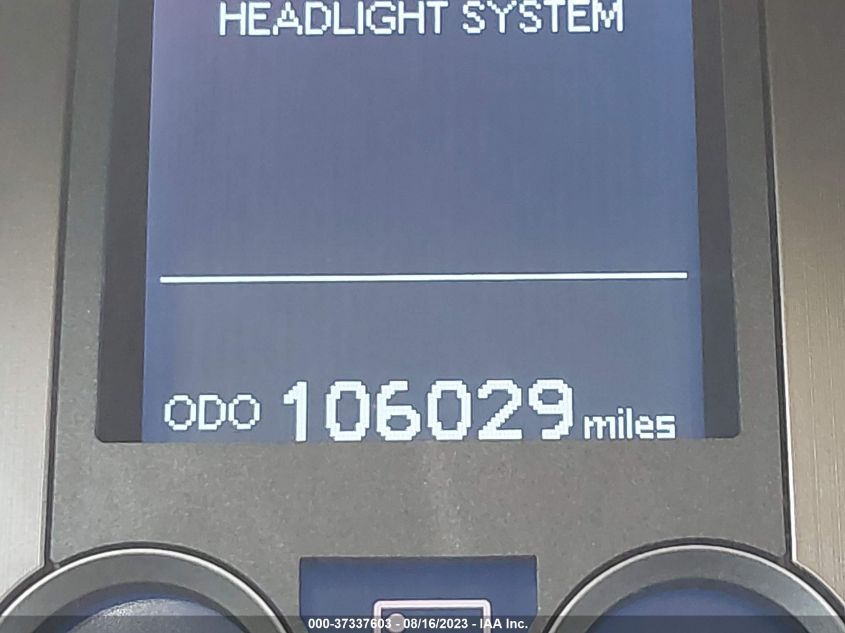 HEADLIGHT SYSTEM
ODO 106029 miles
000-37337603 - 08/16/2023 - IAA Inc.